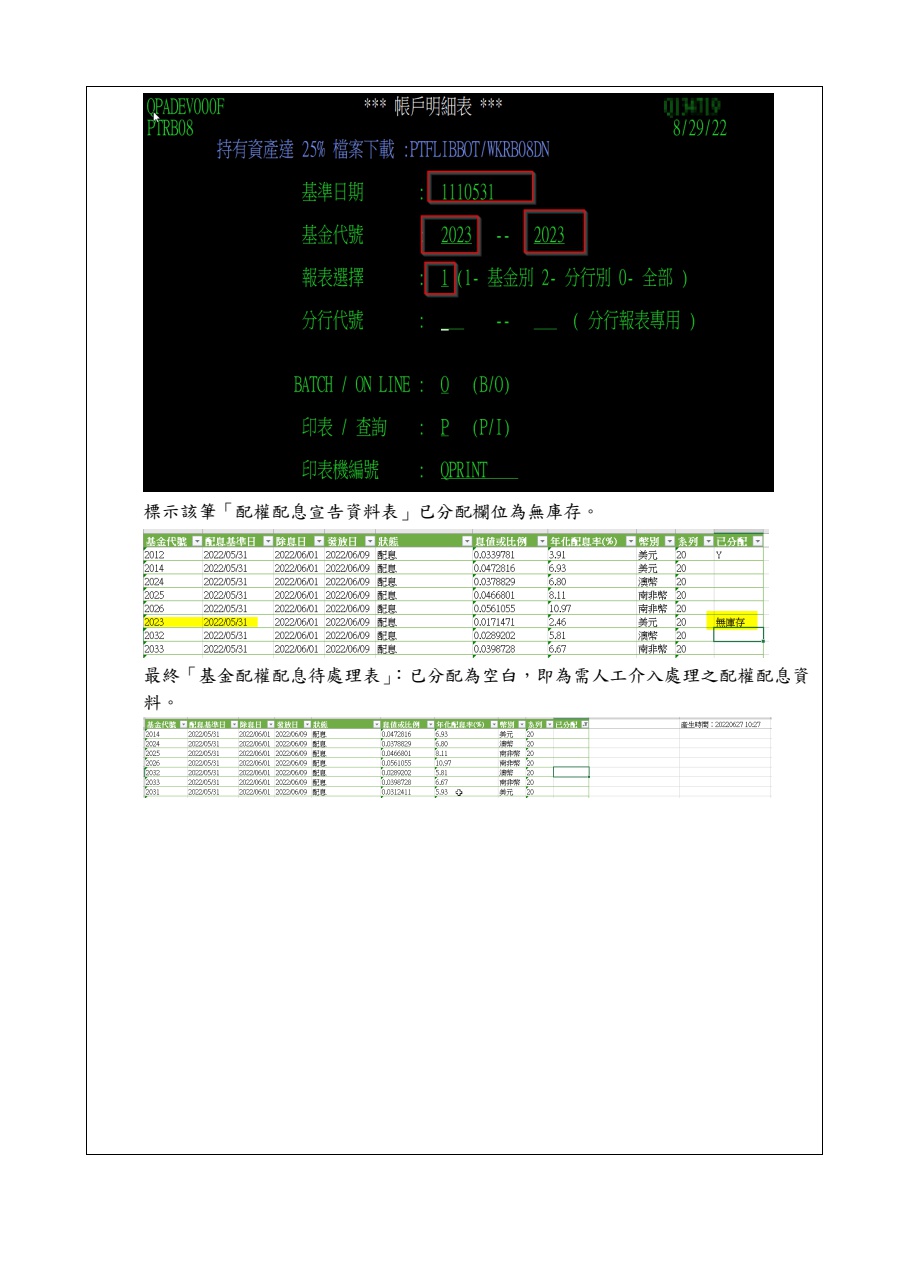 QPADEV000F *** 帳戶明細表 ***
PTRB08 8/29/22
持有資產達 25% 檔案下載 :PTFLIBBOT/WKRB08DN
基準日期 : 1110531
基金代號 : 2023 -- 2023
報表選擇 : 1 (1- 基金別 2- 分行別 0- 全部 )
分行代號 : ___ -- ___ ( 分行報表專用 )
BATCH / ON LINE : O (B/O)
印表 / 查詢 : P (P/I)
印表機編號 : QPRINT
標示該筆「配權配息宣告資料表」已分配欄位為無庫存。
基金代號 配息基準日 除息日 發放日 狀態 息值或比例 年化配息率(%) 幣別 系列 已分配
2012 2022/05/31 2022/06/01 2022/06/09 配息 0.0339781 3.91 美元 20 Y
2014 2022/05/31 2022/06/01 2022/06/09 配息 0.0472816 6.93 美元 20
2024 2022/05/31 2022/06/01 2022/06/09 配息 0.0378829 6.80 澳幣 20
2025 2022/05/31 2022/06/01 2022/06/09 配息 0.0466801 8.11 南非幣 20
2026 2022/05/31 2022/06/01 2022/06/09 配息 0.0561055 10.97 南非幣 20
2023 2022/05/31 2022/06/01 2022/06/09 配息 0.0171471 2.46 美元 20 無庫存
2032 2022/05/31 2022/06/01 2022/06/09 配息 0.0289202 5.81 澳幣 20
2033 2022/05/31 2022/06/01 2022/06/09 配息 0.0398728 6.67 南非幣 20
最終「基金配權配息待處理表」：已分配為空白，即為需人工介入處理之配權配息資
料。
基金代號 配息基準日 除息日 發放日 狀態 息值或比例 年化配息率(%) 幣別 系列 已分配 產生時間：20220627 10:27
2014 2022/05/31 2022/06/01 2022/06/09 配息 0.0472816 6.93 美元 20
2024 2022/05/31 2022/06/01 2022/06/09 配息 0.0378829 6.80 澳幣 20
2025 2022/05/31 2022/06/01 2022/06/09 配息 0.0466801 8.11 南非幣 20
2026 2022/05/31 2022/06/01 2022/06/09 配息 0.0561055 10.97 南非幣 20
2032 2022/05/31 2022/06/01 2022/06/09 配息 0.0289202 5.81 澳幣 20
2033 2022/05/31 2022/06/01 2022/06/09 配息 0.0398728 6.67 南非幣 20
2031 2022/05/31 2022/06/01 2022/06/09 配息 0.0312411 5.93 美元 20